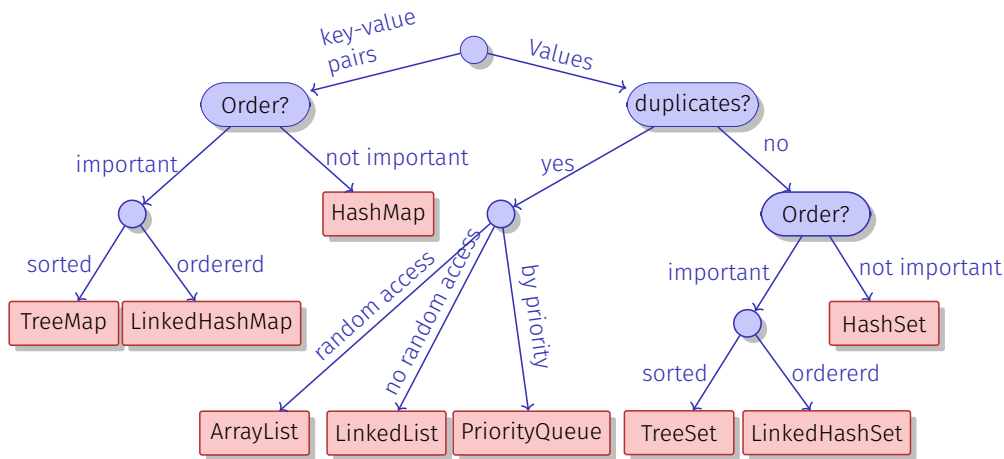 key-value
pairs
Values
Order?
duplicates?
important
not important
yes
no
HashMap
Order?
sorted
ordererd
random access
no random access
by priority
important
not important
TreeMap
LinkedHashMap
HashSet
sorted
ordererd
ArrayList
LinkedList
PriorityQueue
TreeSet
LinkedHashSet